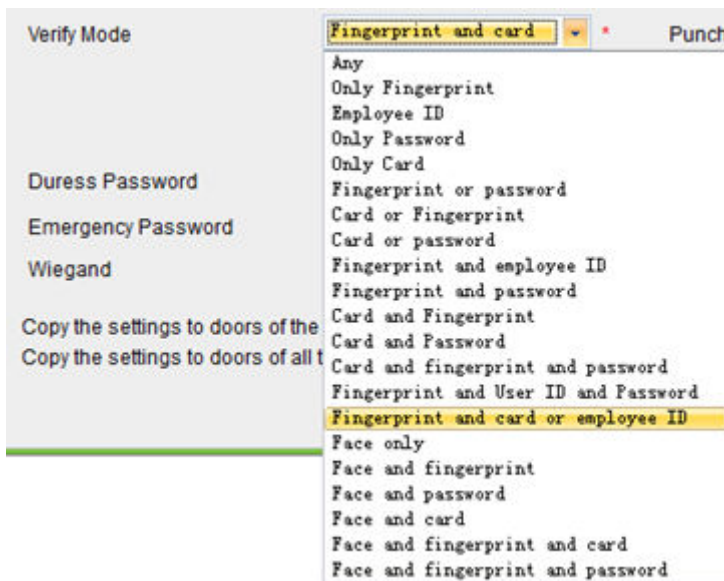 Verify Mode
Fingerprint and card
*
Punch
Any
Only Fingerprint
Employee ID
Only Password
Only Card
Duress Password
Fingerprint or password
Card or Fingerprint
Emergency Password
Card or password
Wiegand
Fingerprint and employee ID
Fingerprint and password
Copy the settings to doors of the
Card and Fingerprint
Card and Password
Copy the settings to doors of all t
Card and fingerprint and password
Fingerprint and User ID and Password
Fingerprint and card or employee ID
Face only
Face and fingerprint
Face and password
Face and card
Face and fingerprint and card
Face and fingerprint and password